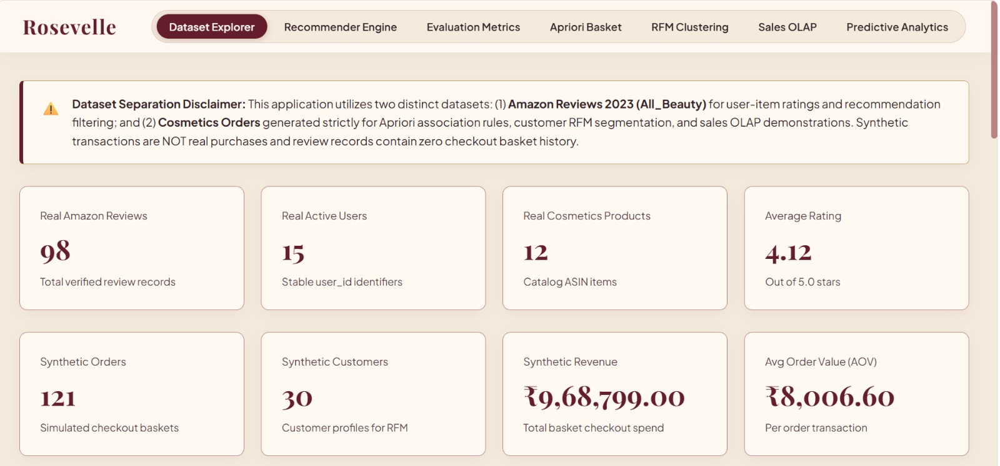 Rosevelle
Dataset Explorer
Recommender Engine
Evaluation Metrics
Apriori Basket
RFM Clustering
Sales OLAP
Predictive Analytics
Dataset Separation Disclaimer: This application utilizes two distinct datasets: (1) Amazon Reviews 2023 (All_Beauty) for user-item ratings and recommendation
filtering; and (2) Cosmetics Orders generated strictly for Apriori association rules, customer RFM segmentation, and sales OLAP demonstrations. Synthetic
transactions are NOT real purchases and review records contain zero checkout basket history.
Real Amazon Reviews
98
Total verified review records
Real Active Users
15
Stable user_id identifiers
Real Cosmetics Products
12
Catalog ASIN items
Average Rating
4.12
Out of 5.0 stars
Synthetic Orders
121
Simulated checkout baskets
Synthetic Customers
30
Customer profiles for RFM
Synthetic Revenue
₹9,68,799.00
Total basket checkout spend
Avg Order Value (AOV)
₹8,006.60
Per order transaction